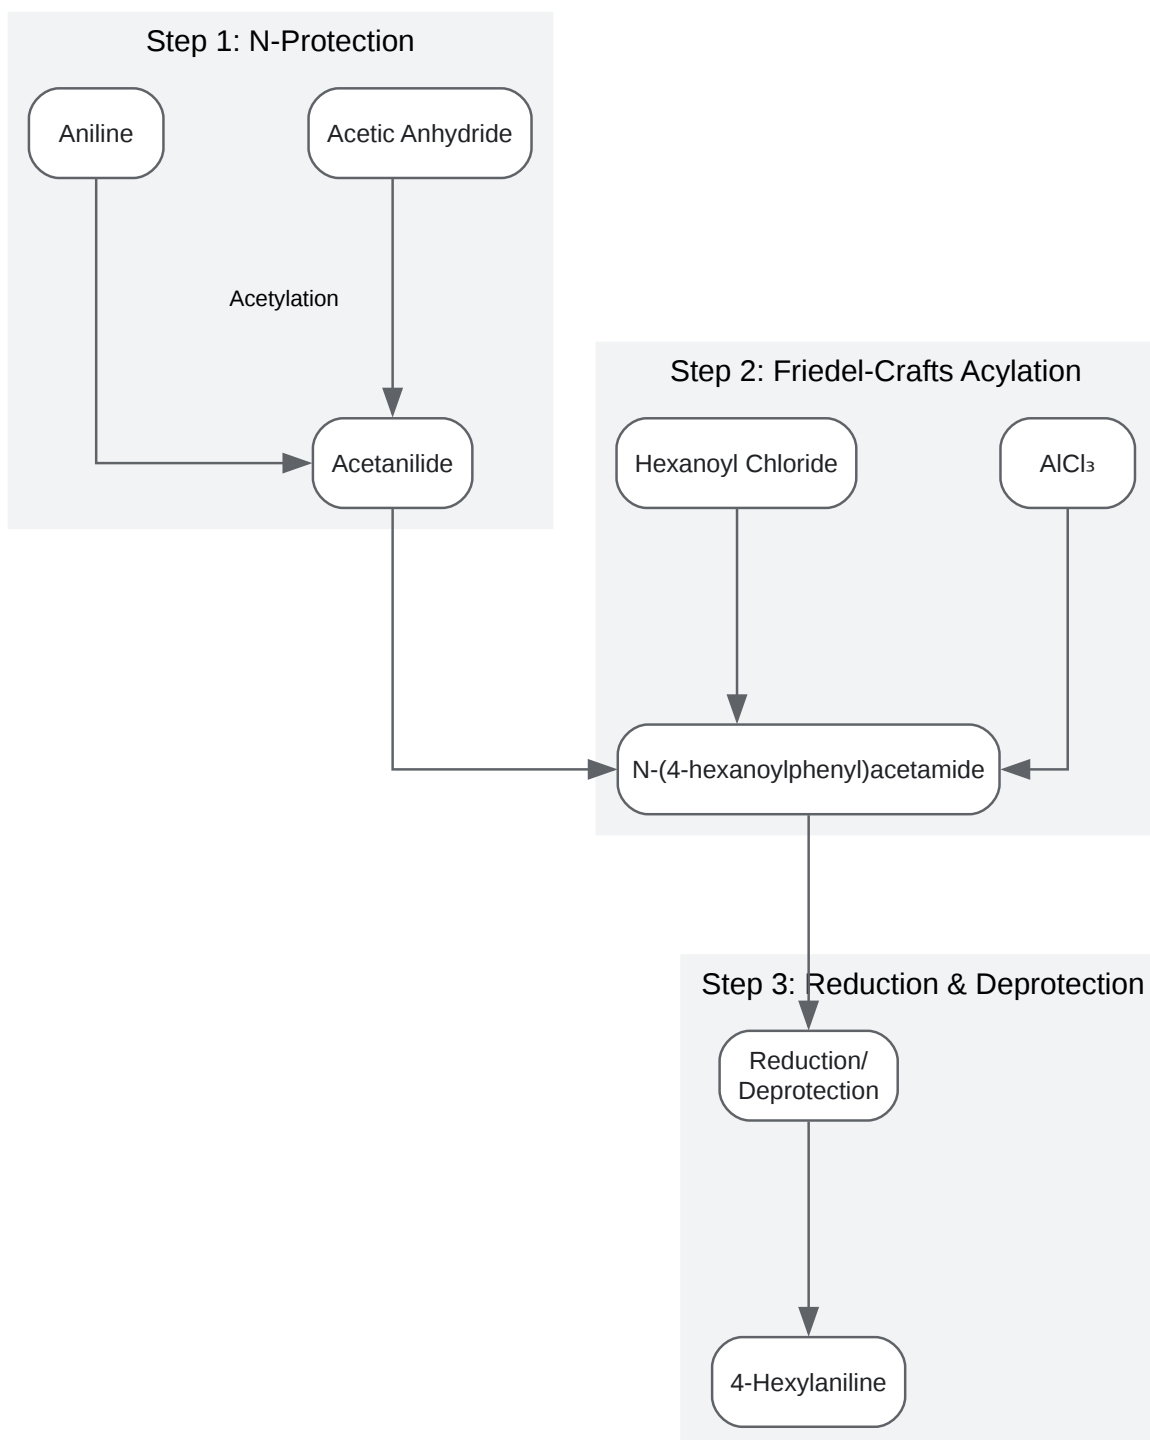 Step 1: N-Protection
Aniline
Acetic Anhydride
Acetylation
Acetanilide
Step 2: Friedel-Crafts Acylation
Hexanoyl Chloride
AlCl₃
N-(4-hexanoylphenyl)acetamide
Step 3: Reduction & Deprotection
Reduction/
Deprotection
4-Hexylaniline